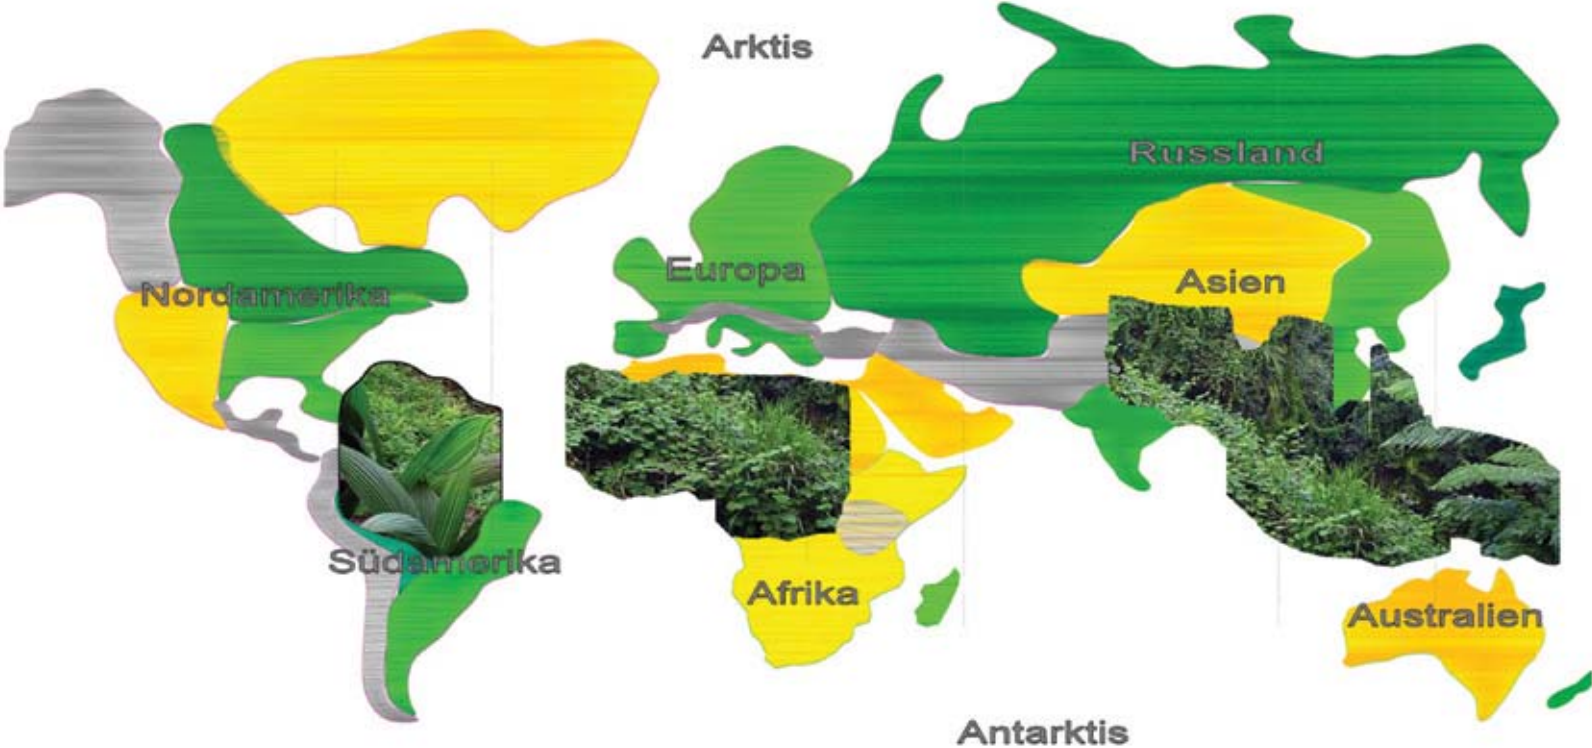 Arktis
Russland
Europa
Asien
Nordamerika
Südamerika
Afrika
Australien
Antarktis